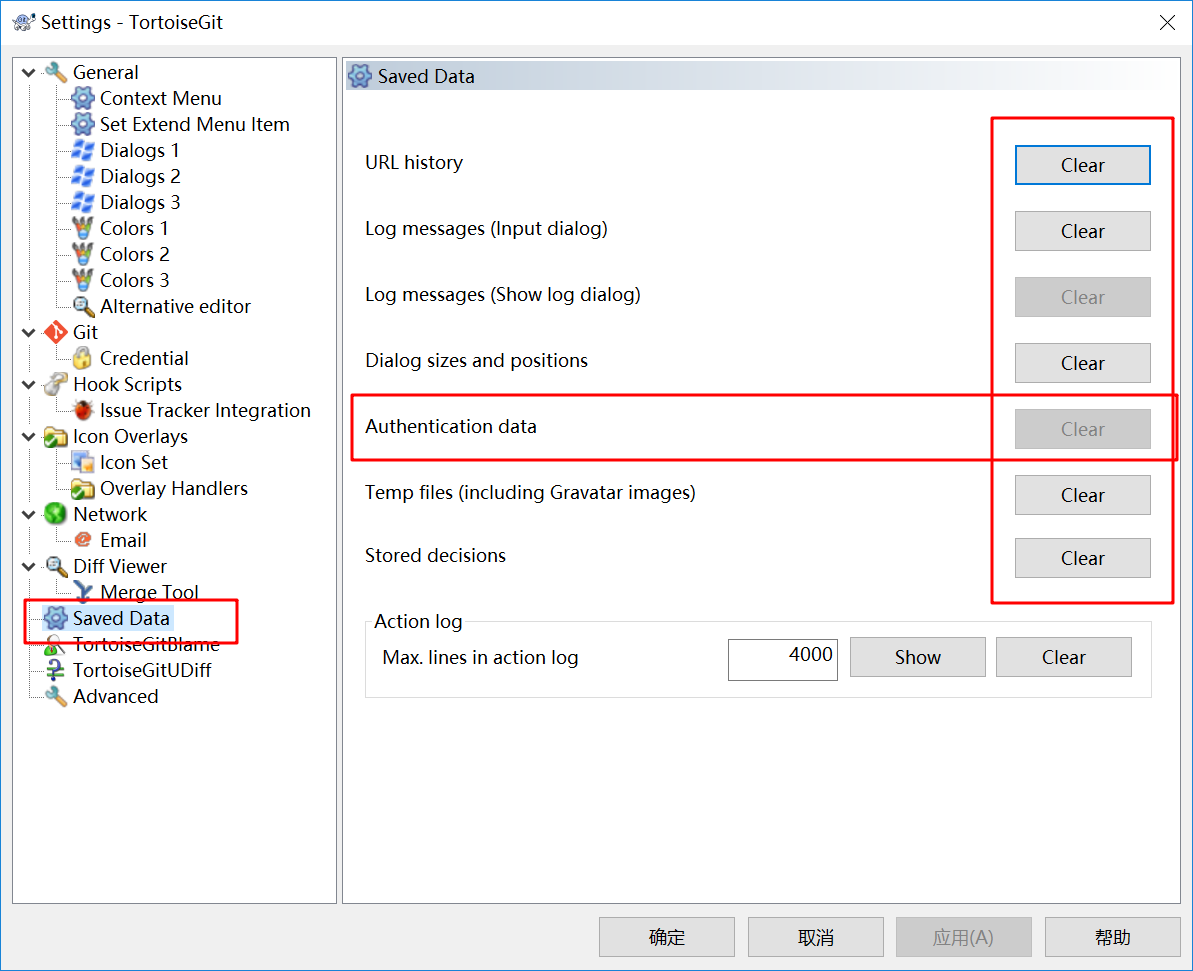 Settings - TortoiseGit
General
Context Menu
Set Extend Menu Item
Dialogs 1
Dialogs 2
Dialogs 3
Colors 1
Colors 2
Colors 3
Alternative editor
Git
Credential
Hook Scripts
Issue Tracker Integration
Icon Overlays
Icon Set
Overlay Handlers
Network
Email
Diff Viewer
Merge Tool
Saved Data
TortoiseGitBlame
TortoiseGitUDiff
Advanced
Saved Data
URL history Clear
Log messages (Input dialog) Clear
Log messages (Show log dialog) Clear
Dialog sizes and positions Clear
Authentication data Clear
Temp files (including Gravatar images) Clear
Stored decisions Clear
Action log
Max. lines in action log 4000 Show Clear
确定 取消 应用(A) 帮助